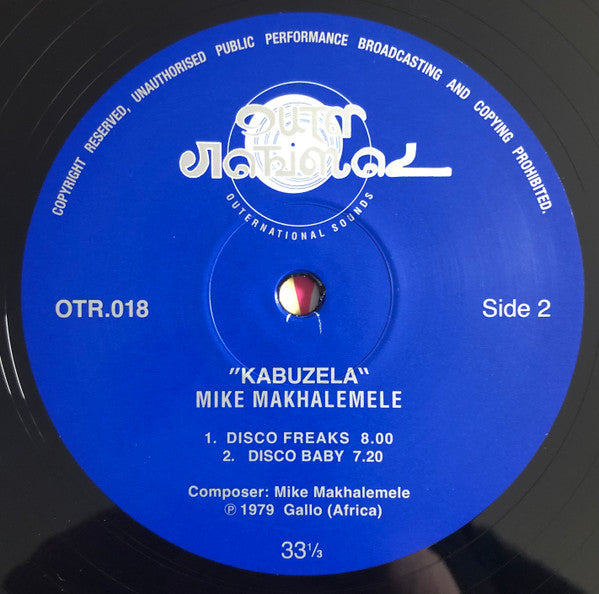 COPYRIGHT RESERVED, UNAUTHORISED PUBLIC PERFORMANCE BROADCASTING AND COPYING PROHIBITED.
OUTERNATIONAL SOUNDS
OTR.018
Side 2
"KABUZELA"
MIKE MAKHALEMELE
1. DISCO FREAKS 8.00
2. DISCO BABY 7.20
Composer: Mike Makhalemele
℗ 1979 Gallo (Africa)
33⅓